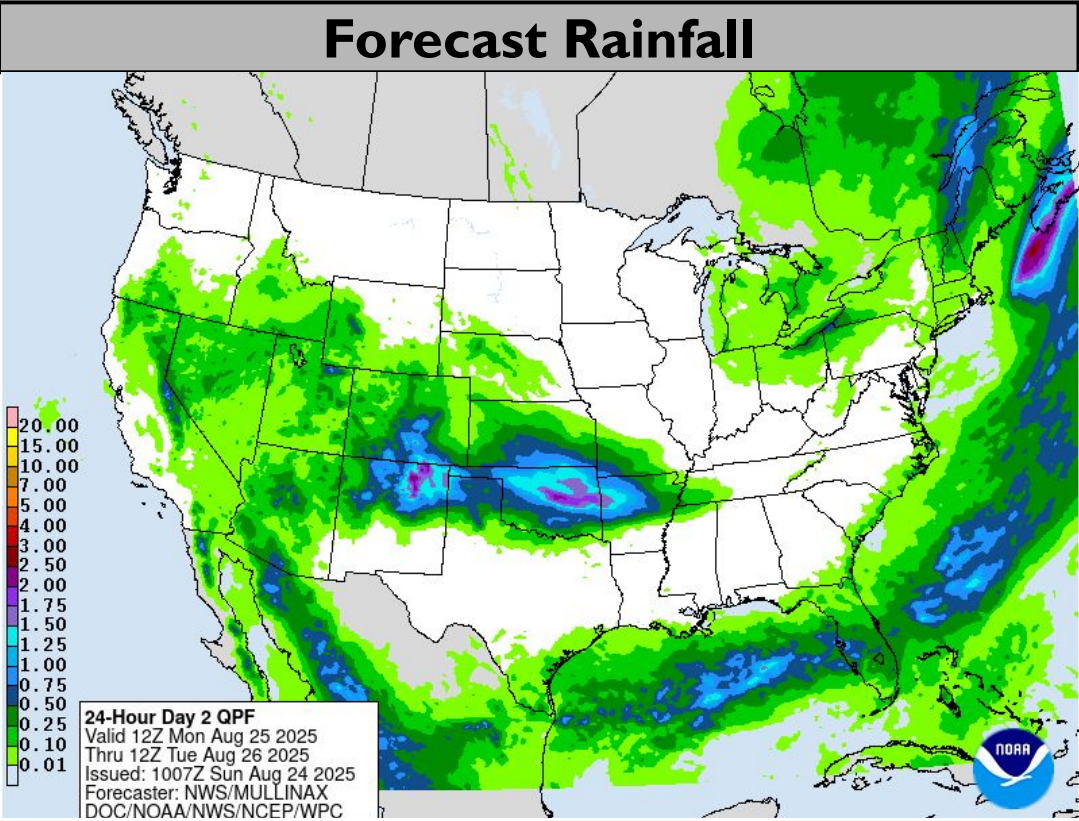 Forecast Rainfall
20.00
15.00
10.00
7.00
5.00
4.00
3.00
2.50
2.00
1.75
1.50
1.25
1.00
0.75
0.50
0.25
0.10
0.01
24-Hour Day 2 QPF
Valid 12Z Mon Aug 25 2025
Thru 12Z Tue Aug 26 2025
Issued: 1007Z Sun Aug 24 2025
Forecaster: NWS/MULLINAX
DOC/NOAA/NWS/NCEP/WPC
NOAA